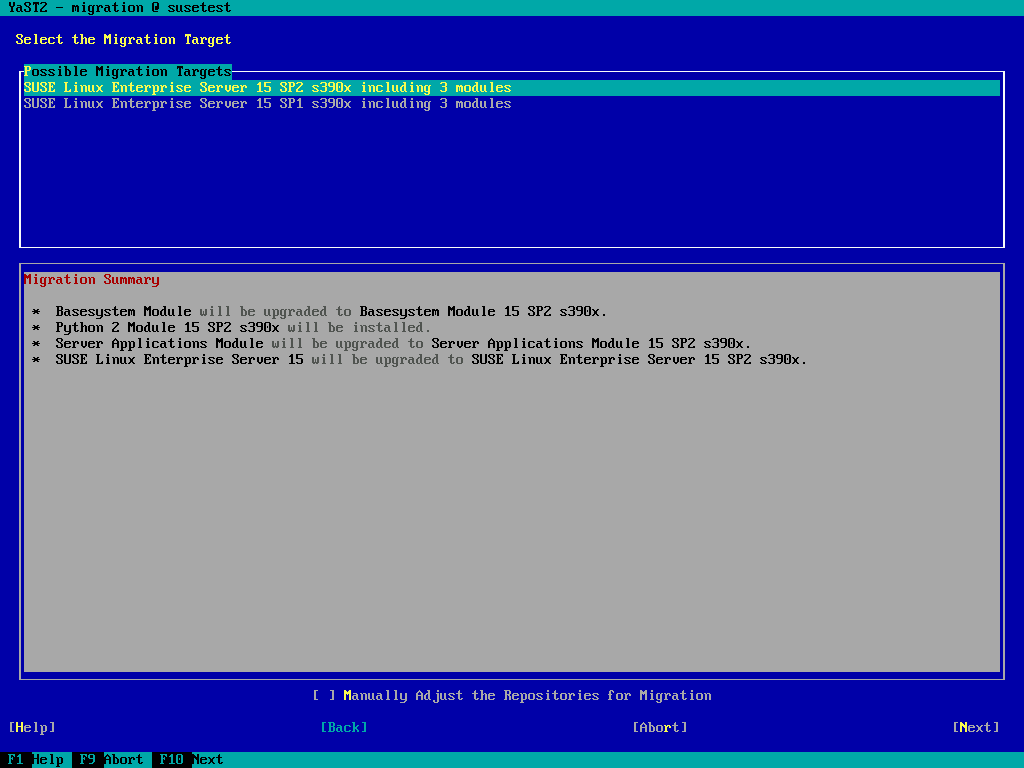 YaST2 - migration @ susetest
Select the Migration Target
Possible Migration Targets
SUSE Linux Enterprise Server 15 SP2 s390x including 3 modules
SUSE Linux Enterprise Server 15 SP1 s390x including 3 modules
Migration Summary
* Basesystem Module will be upgraded to Basesystem Module 15 SP2 s390x.
* Python 2 Module 15 SP2 s390x will be installed.
* Server Applications Module will be upgraded to Server Applications Module 15 SP2 s390x.
* SUSE Linux Enterprise Server 15 will be upgraded to SUSE Linux Enterprise Server 15 SP2 s390x.
[ ] Manually Adjust the Repositories for Migration
[Help] [Back] [Abort] [Next]
F1 Help F9 Abort F10 Next